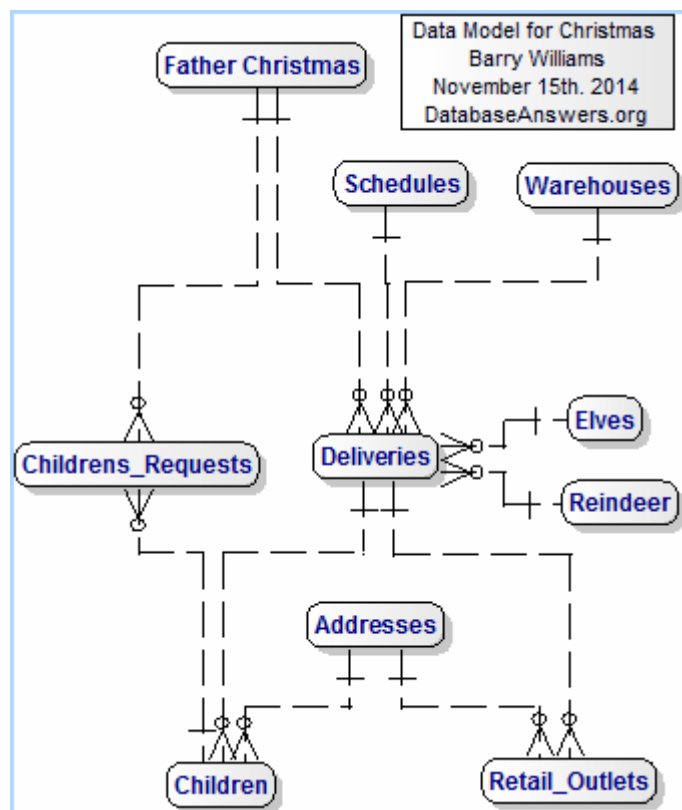 Data Model for Christmas
Barry Williams
November 15th. 2014
DatabaseAnswers.org
Father Christmas
Schedules
Warehouses
Elves
Childrens_Requests
Deliveries
Reindeer
Addresses
Children
Retail_Outlets